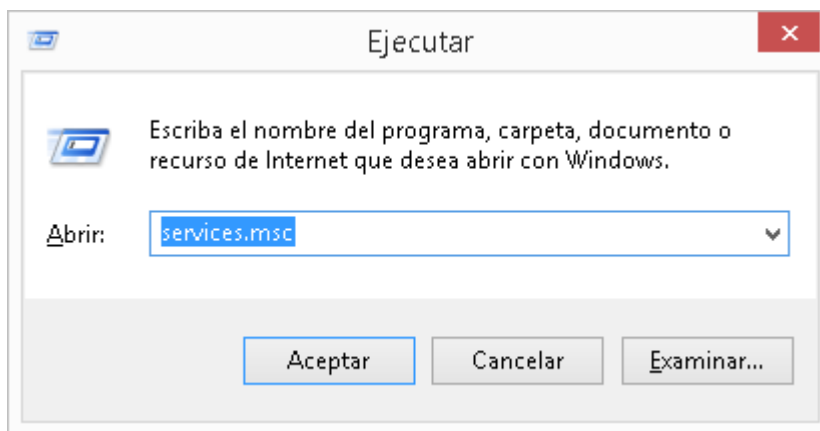 Ejecutar
Escriba el nombre del programa, carpeta, documento o
recurso de Internet que desea abrir con Windows.
Abrir:
services.msc
Aceptar
Cancelar
Examinar...